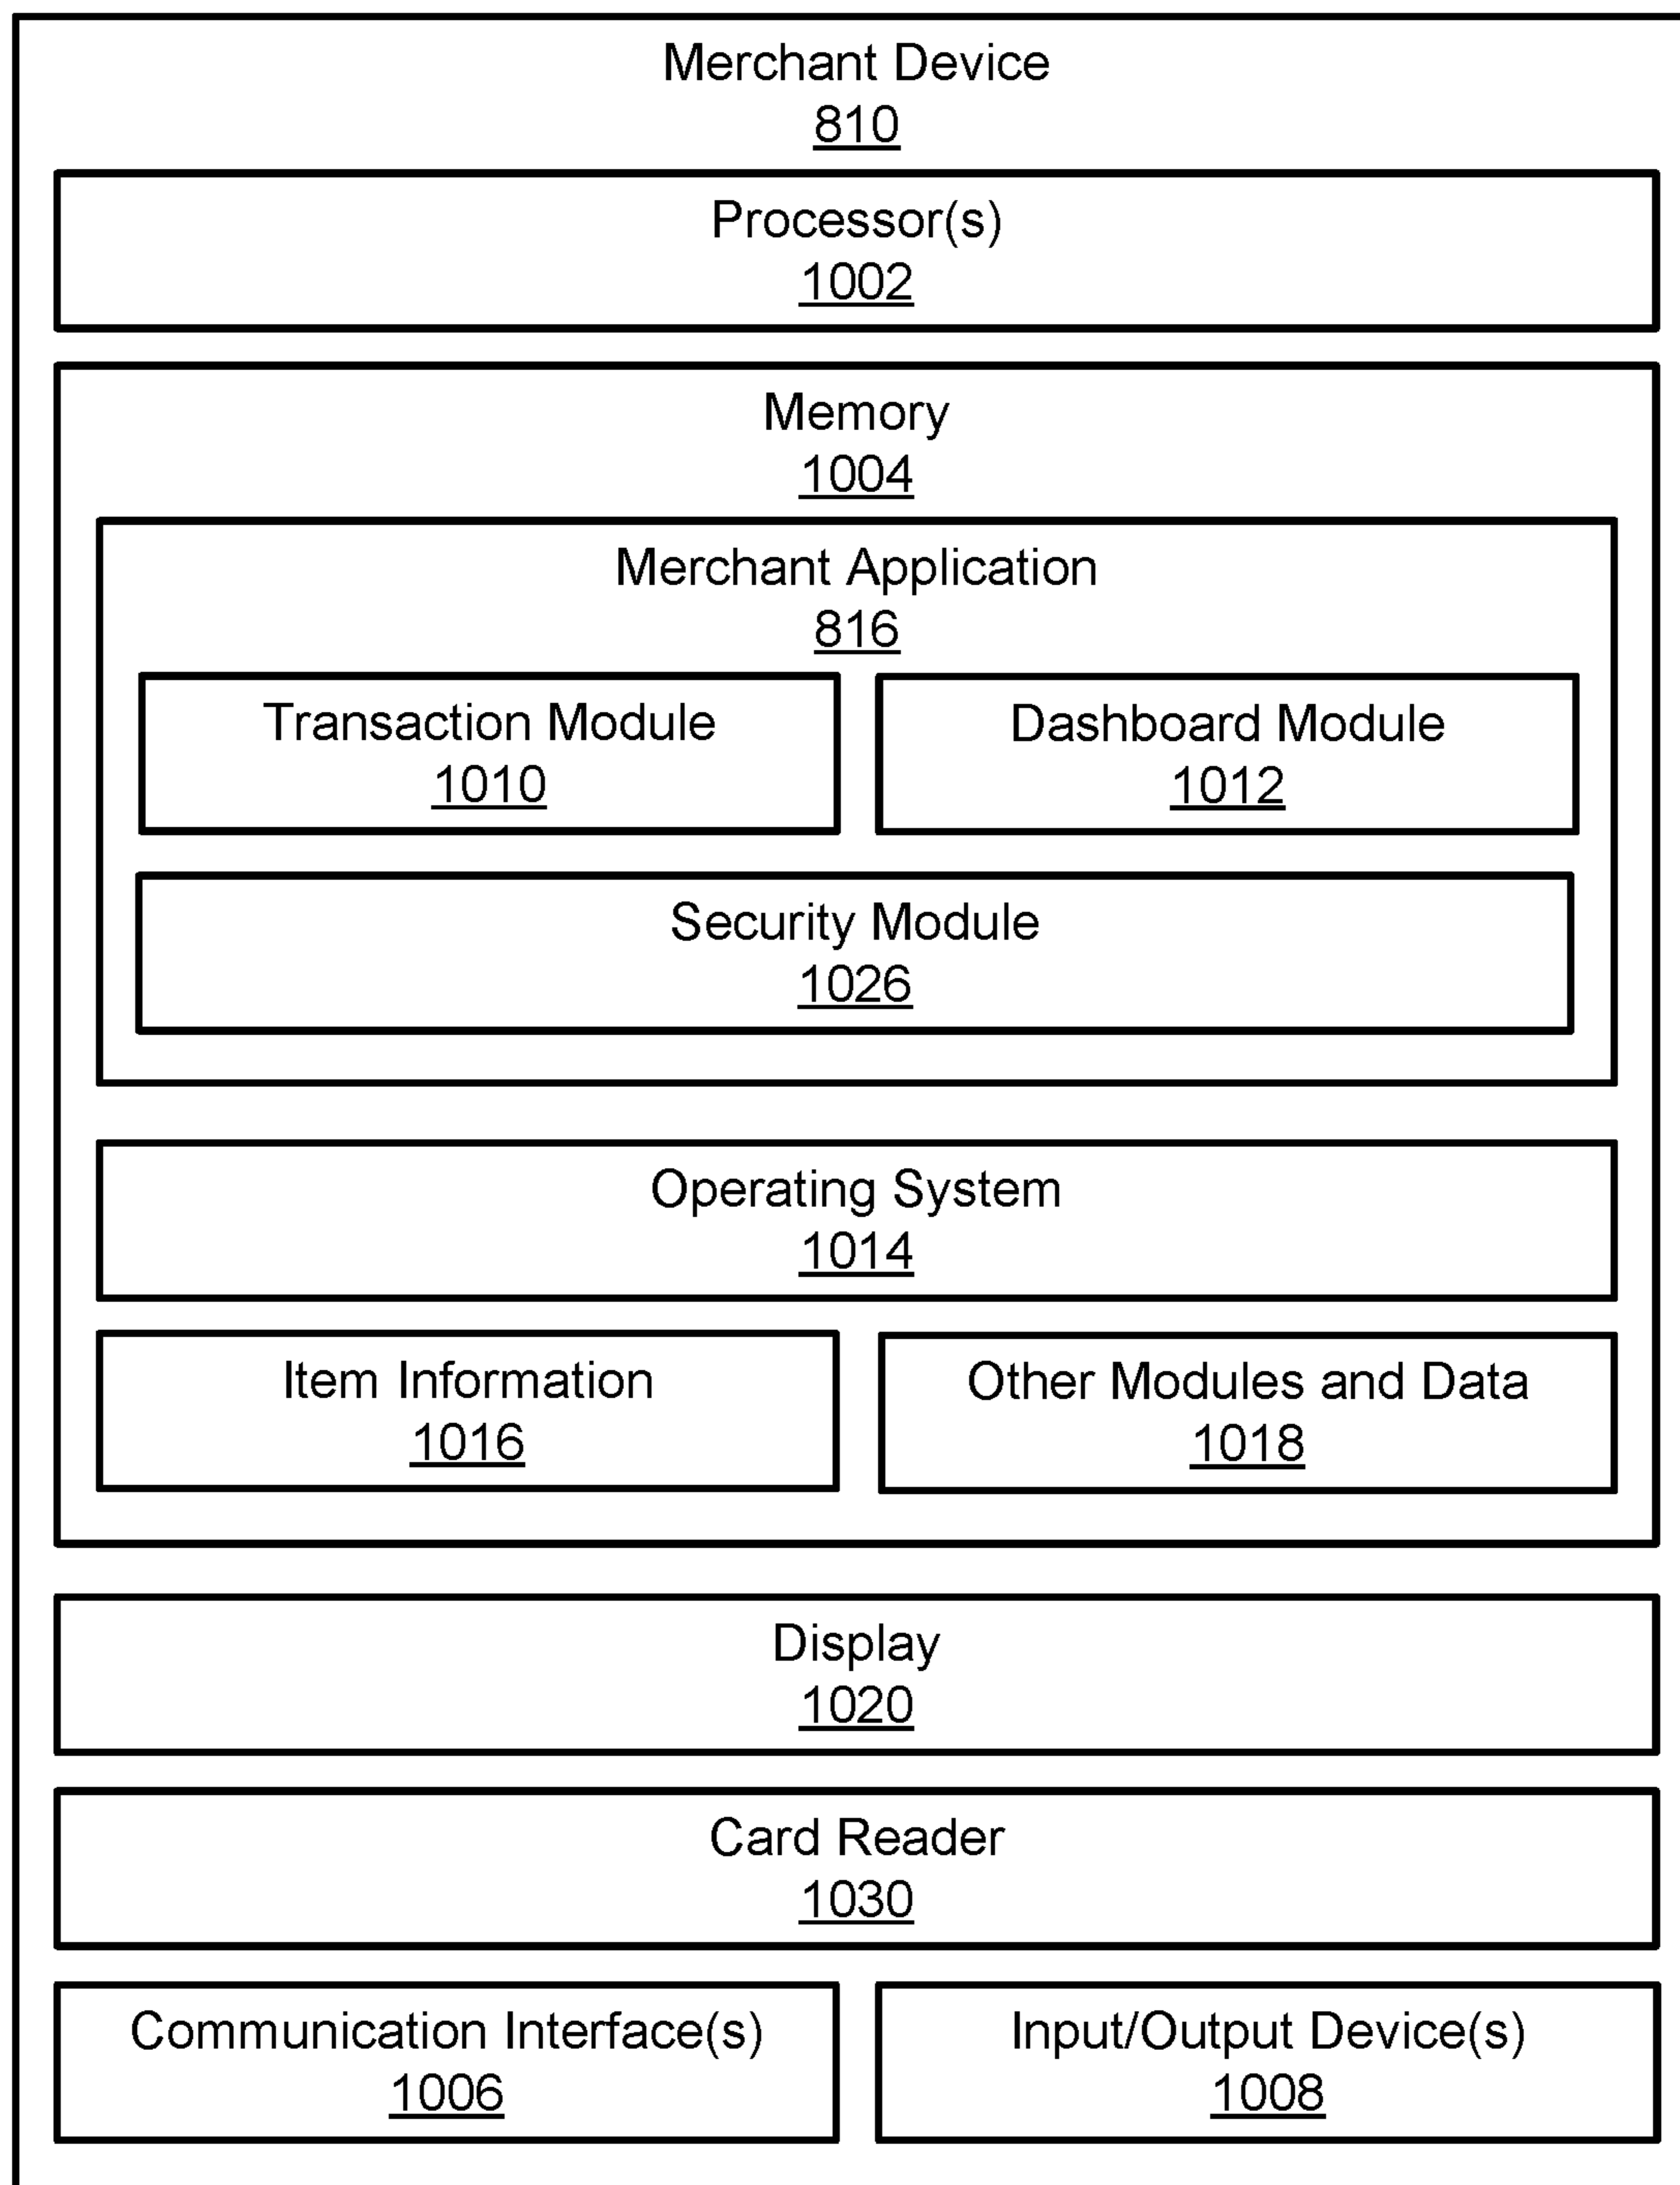 Merchant Device
810
Processor(s)
1002
Memory
1004
Merchant Application
816
Transaction Module
1010
Dashboard Module
1012
Security Module
1026
Operating System
1014
Item Information
1016
Other Modules and Data
1018
Display
1020
Card Reader
1030
Communication Interface(s)
1006
Input/Output Device(s)
1008